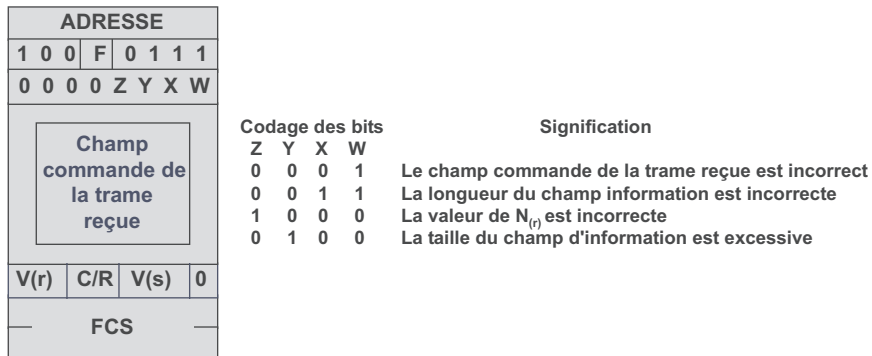 ADRESSE
1 0 0 F 0 1 1 1
0 0 0 0 Z Y X W
Champ
commande de
la trame
reçue
V(r) C/R V(s) 0
FCS
Codage des bits Signification
Z Y X W
0 0 0 1 Le champ commande de la trame reçue est incorrect
0 0 1 1 La longueur du champ information est incorrecte
1 0 0 0 La valeur de N(r) est incorrecte
0 1 0 0 La taille du champ d'information est excessive